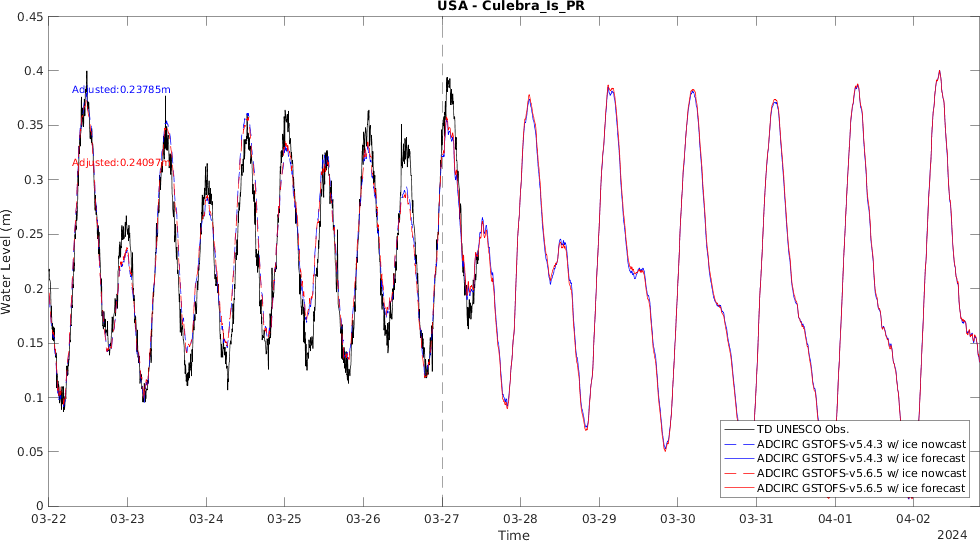 USA - Culebra_Is_PR
0.45
0.4
0.35
0.3
0.25
0.2
0.15
0.1
0.05
0
Water Level (m)
Adjusted:0.23785m
Adjusted:0.24097m
TD UNESCO Obs.
ADCIRC GSTOFS-v5.4.3 w/ ice nowcast
ADCIRC GSTOFS-v5.4.3 w/ ice forecast
ADCIRC GSTOFS-v5.6.5 w/ ice nowcast
ADCIRC GSTOFS-v5.6.5 w/ ice forecast
03-22 03-23 03-24 03-25 03-26 03-27 03-28 03-29 03-30 03-31 04-01 04-02
Time
2024